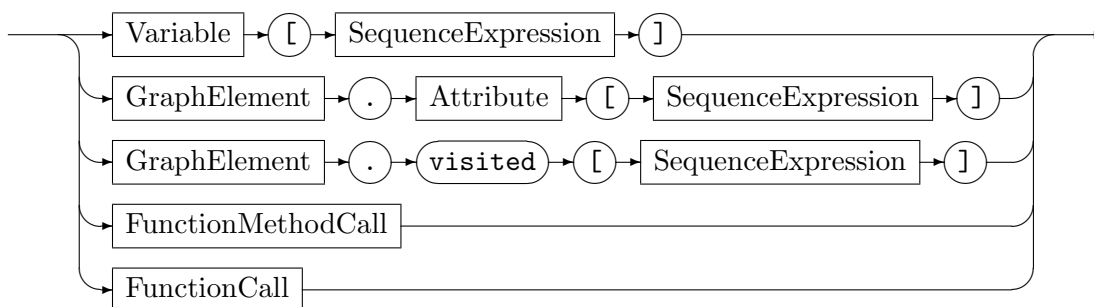 Variable [ SequenceExpression ]
GraphElement . Attribute [ SequenceExpression ]
GraphElement . visited [ SequenceExpression ]
FunctionMethodCall
FunctionCall